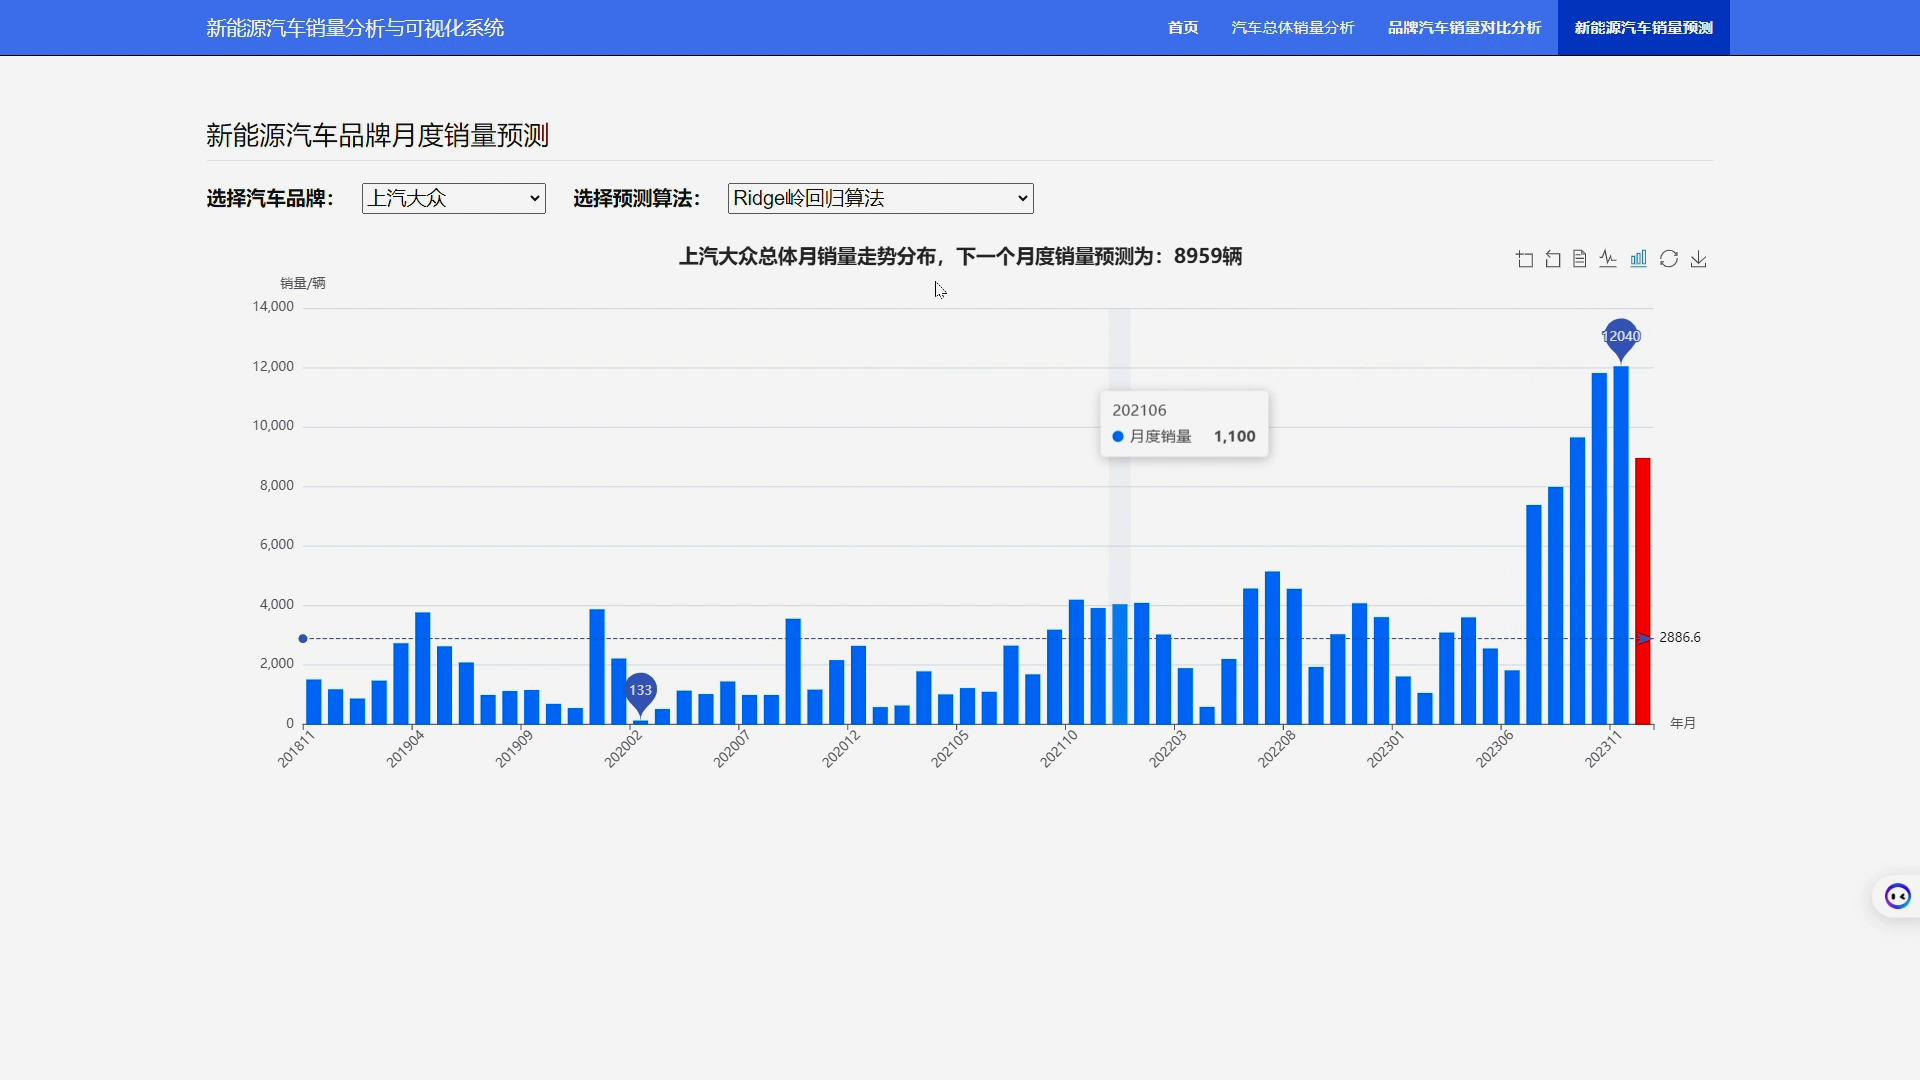 新能源汽车销量分析与可视化系统
首页
汽车总体销量分析
品牌汽车销量对比分析
新能源汽车销量预测
新能源汽车品牌月度销量预测
选择汽车品牌：
上汽大众
选择预测算法：
Ridge岭回归算法
上汽大众总体月销量走势分布，下一个月度销量预测为：8959辆
销量/辆
14,000
12,000
10,000
8,000
6,000
4,000
2,000
0
12040
202106
月度销量 1,100
133
2886.6
年月
201811
201904
201909
202002
202007
202012
202105
202110
202203
202208
202301
202306
202311